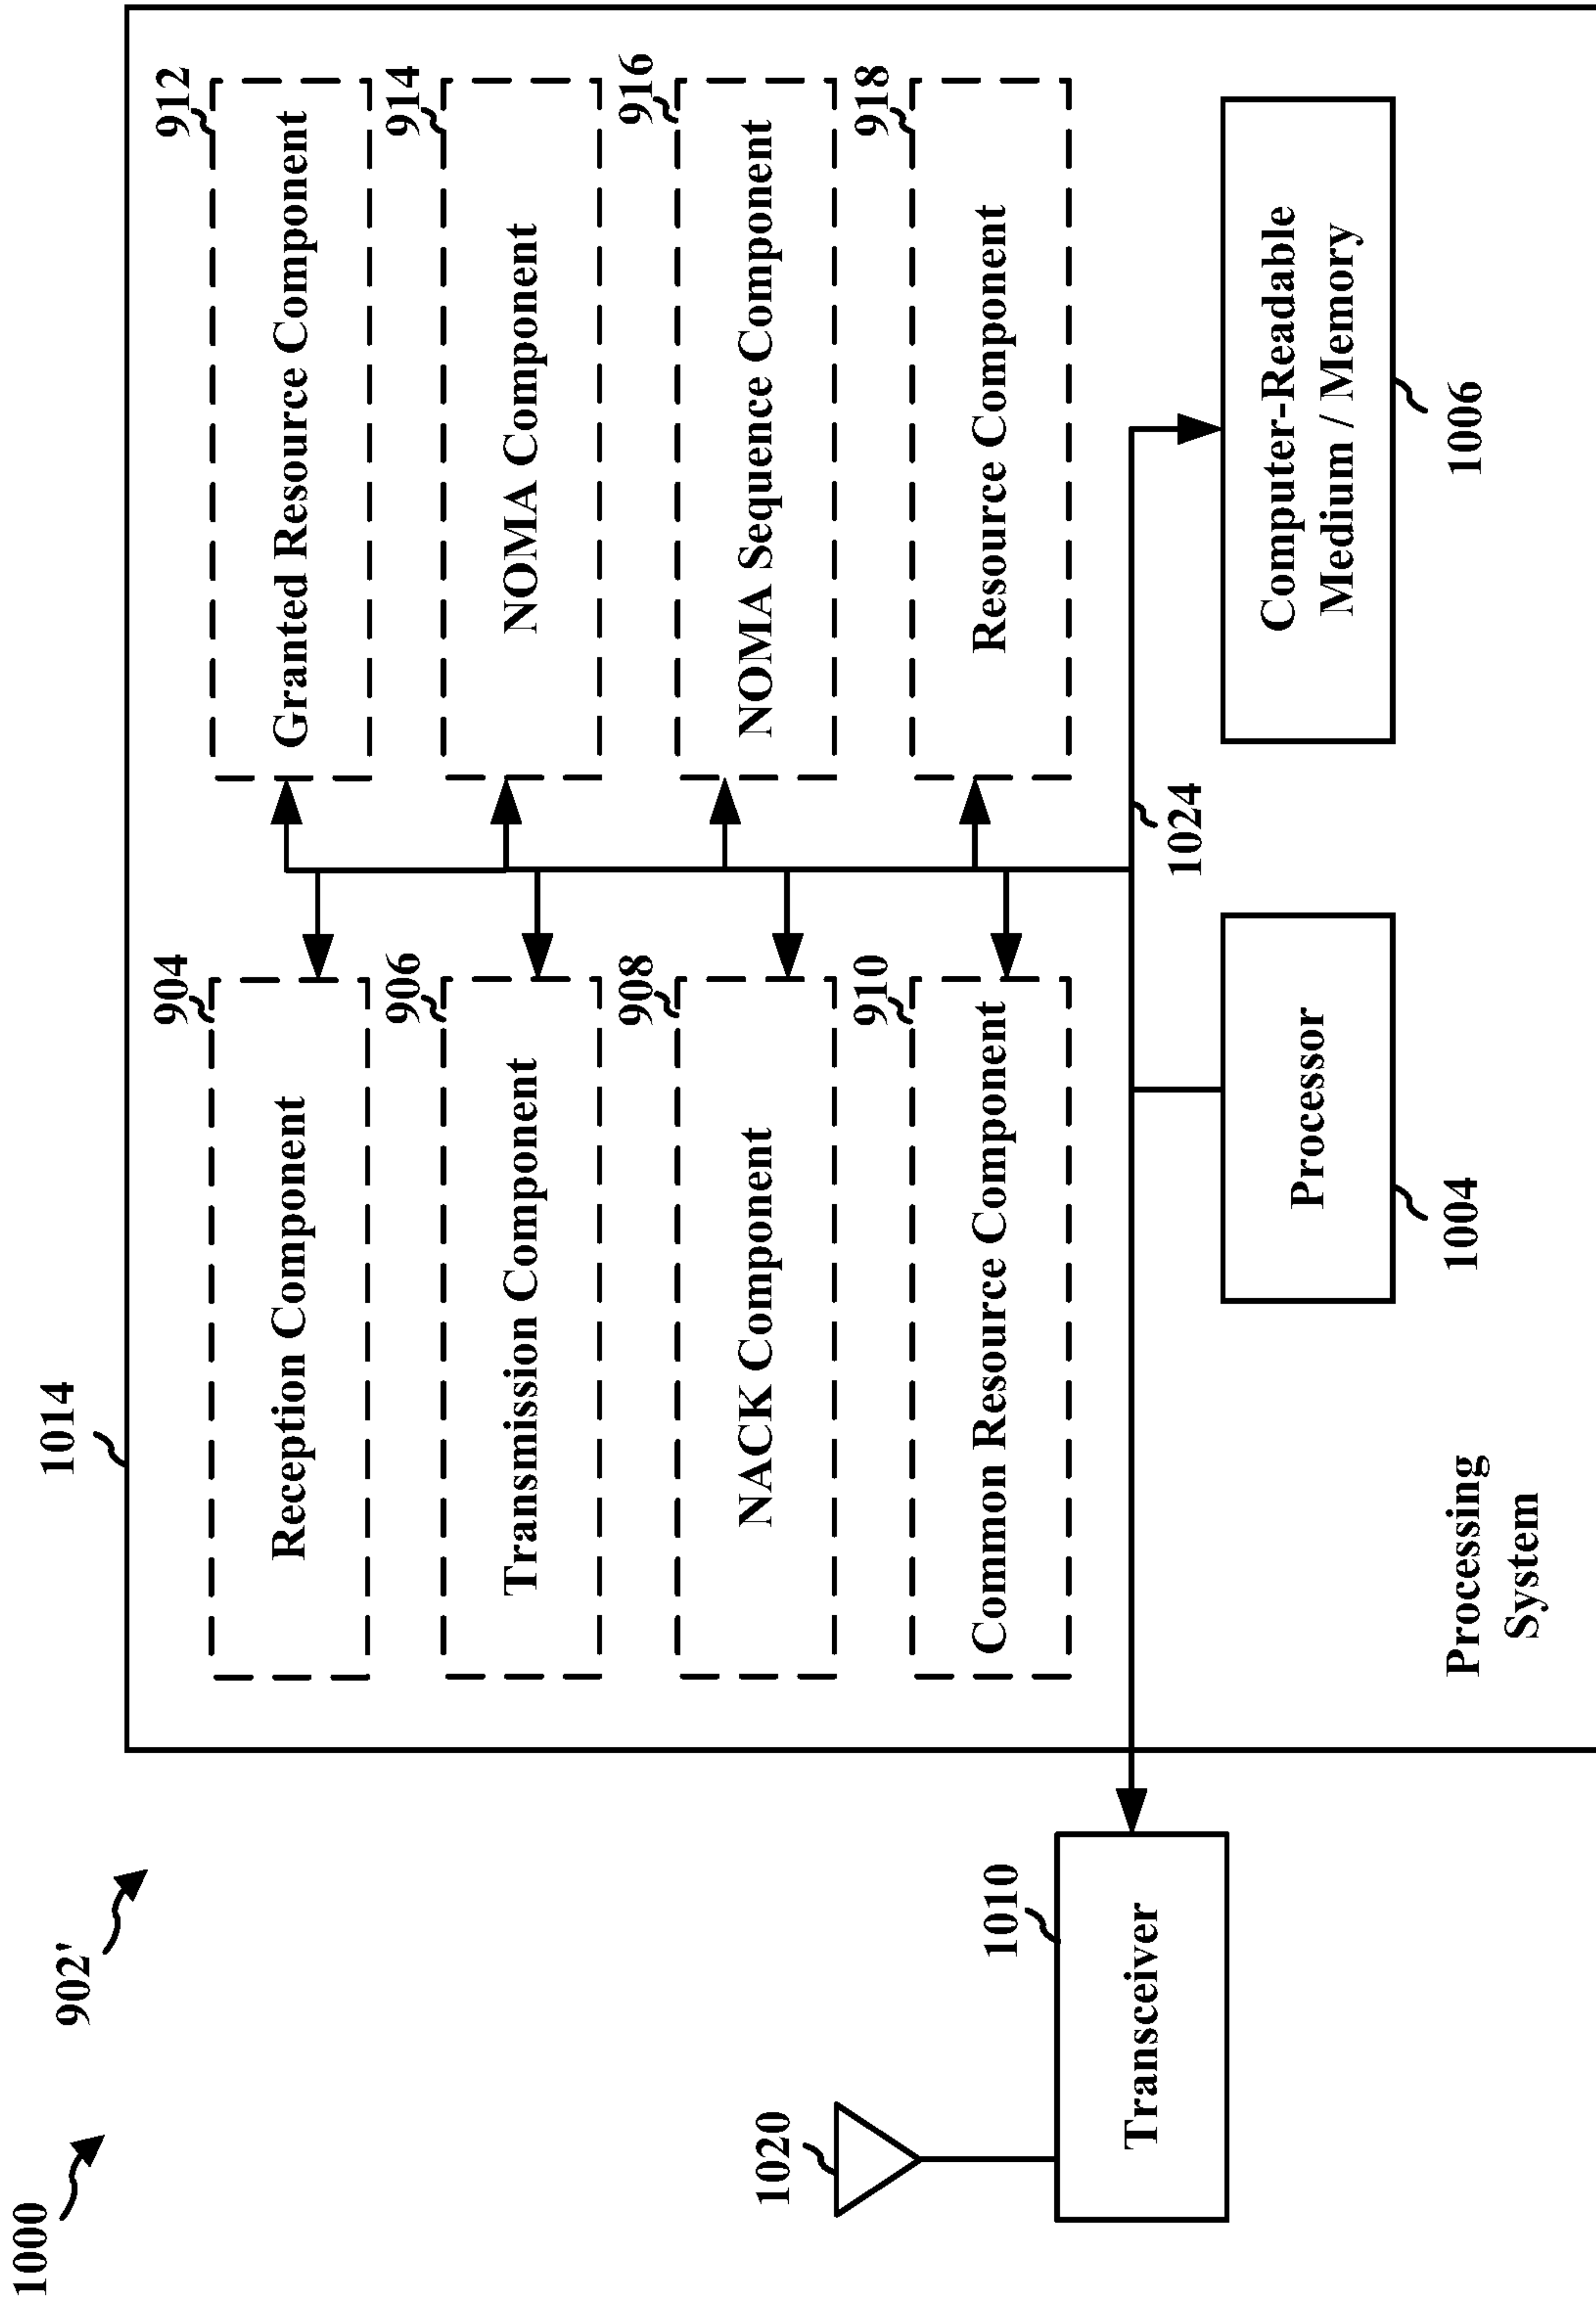 1000
902'
1014
904
Reception Component
912
Granted Resource Component
906
Transmission Component
914
NOMA Component
908
NACK Component
916
NOMA Sequence Component
910
Common Resource Component
918
Resource Component
1020
1010
Transceiver
1024
Processor
1004
Computer-Readable
Medium / Memory
1006
Processing
System